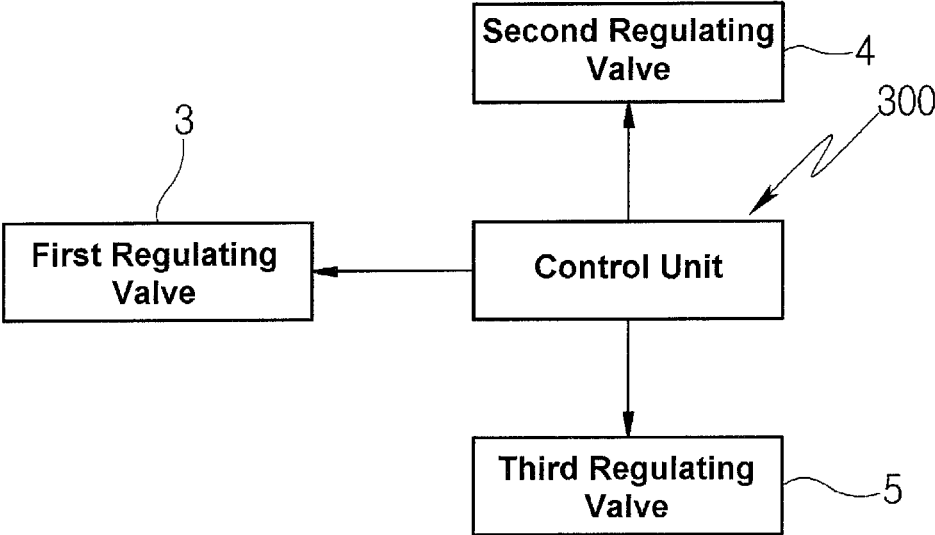 Second Regulating
Valve
4
300
3
First Regulating
Valve
Control Unit
Third Regulating
Valve
5